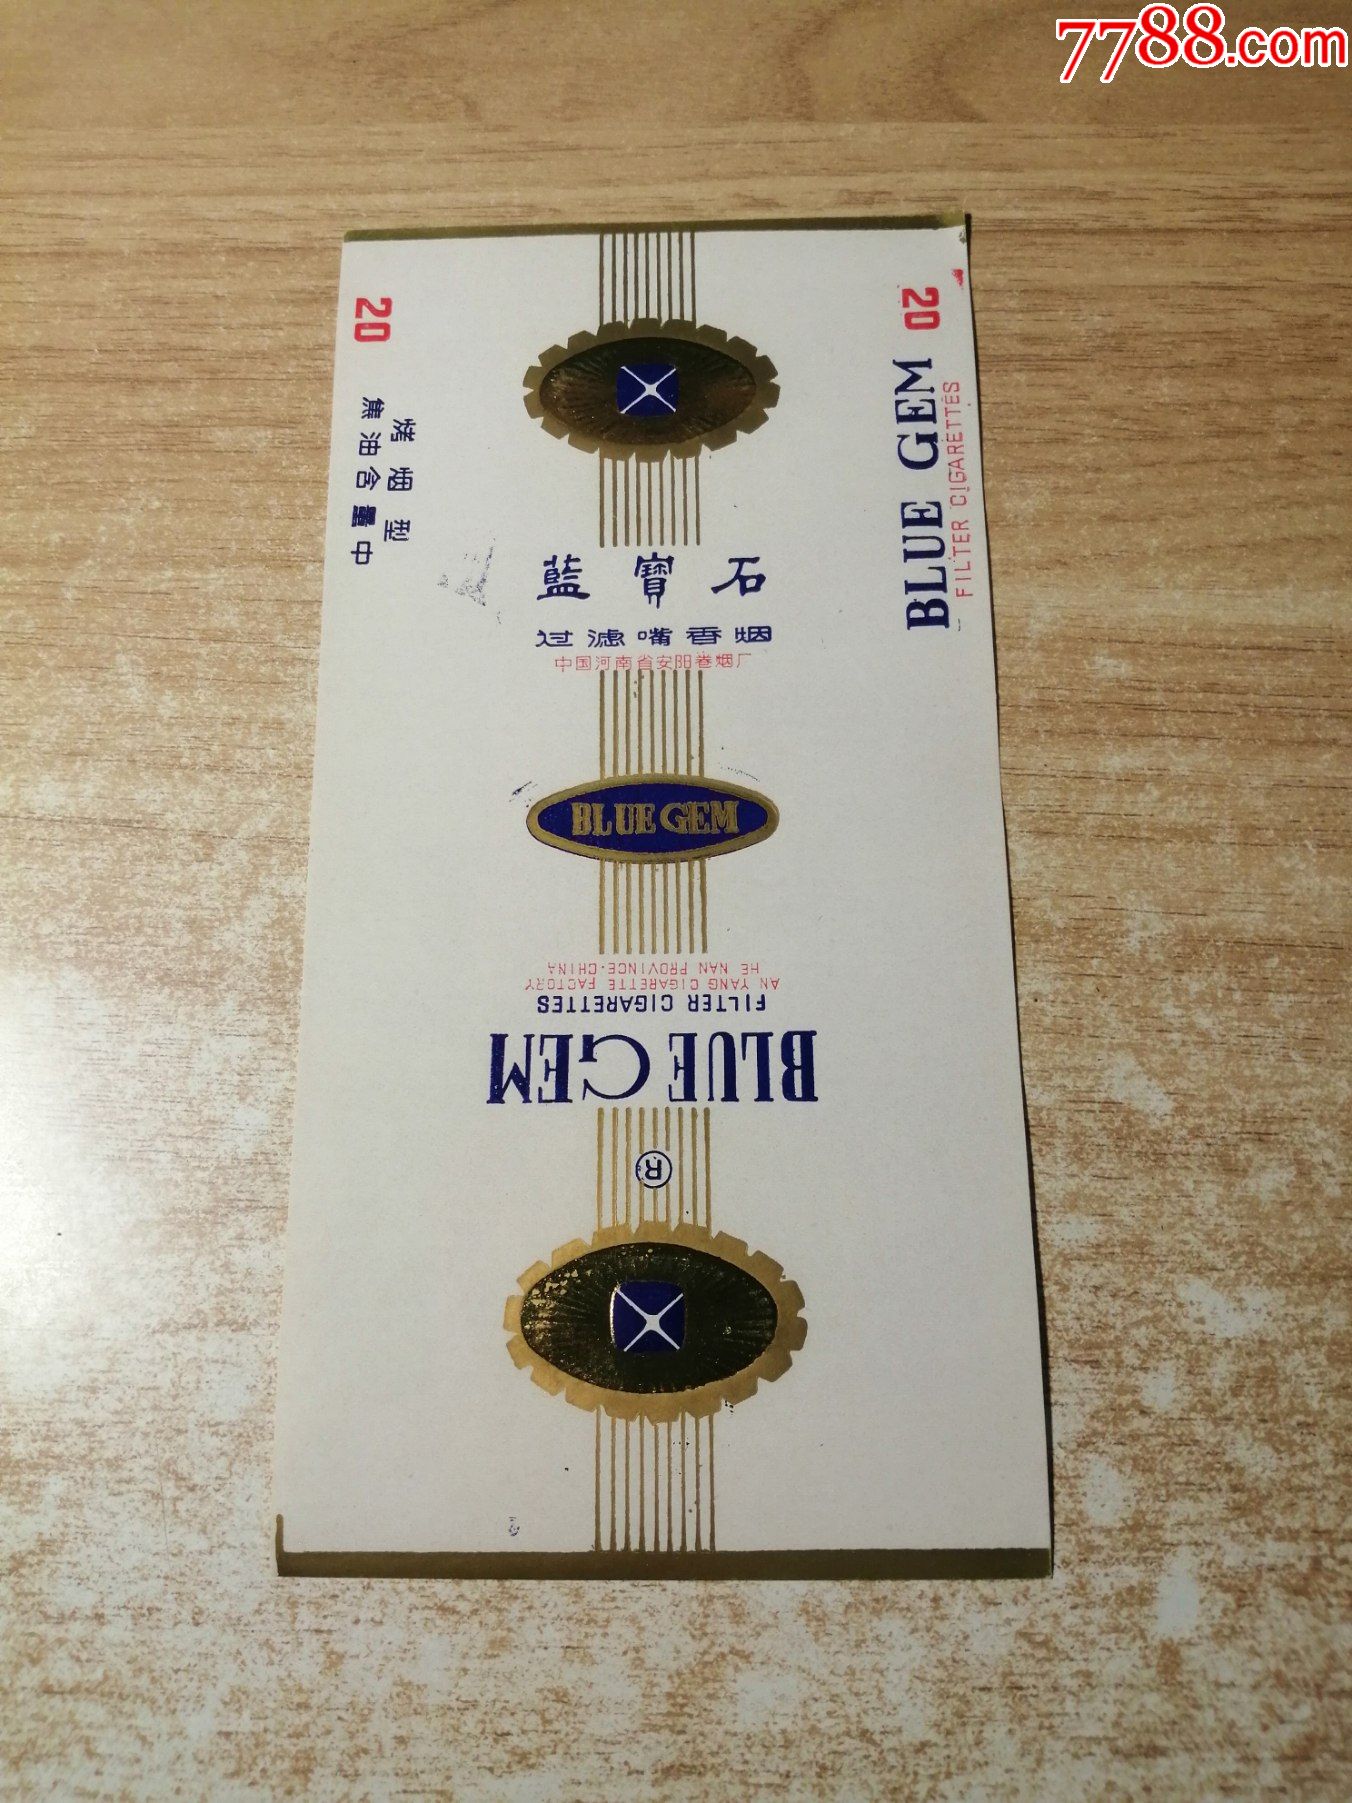 7788.com
20
烤烟型
焦油含量中
20
BLUE GEM
FILTER CIGARETTES
藍寶石
过滤嘴香烟
中国河南省安阳卷烟厂
BLUE GEM
BLUE GEM
FILTER CIGARETTES
AN YANG CIGARETTE FACTORY
HE NAN PROVINCE·CHINA
®